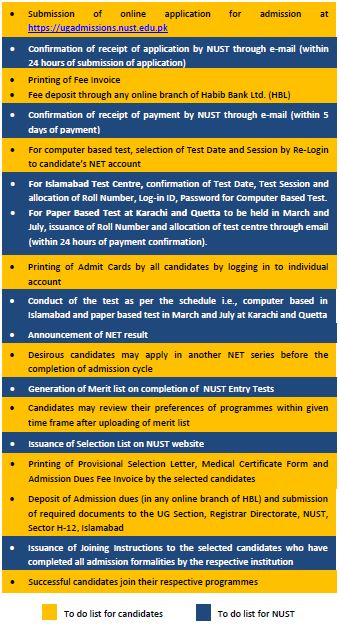 • Submission of online application for admission at
https://ugadmissions.nust.edu.pk
• Confirmation of receipt of application by NUST through e-mail (within
24 hours of submission of application)
• Printing of Fee Invoice
• Fee deposit through any online branch of Habib Bank Ltd. (HBL)
• Confirmation of receipt of payment by NUST through e-mail (within 5
days of payment)
• For computer based test, selection of Test Date and Session by Re-Login
to candidate's NET account
• For Islamabad Test Centre, confirmation of Test Date, Test Session and
allocation of Roll Number, Log-in ID, Password for Computer Based Test.
• For Paper Based Test at Karachi and Quetta to be held in March and
July, issuance of Roll Number and allocation of test centre through email
(within 24 hours of payment confirmation).
• Printing of Admit Cards by all candidates by logging in to individual
account
• Conduct of the test as per the schedule i.e., computer based in
Islamabad and paper based test in March and July at Karachi and Quetta
• Announcement of NET result
• Desirous candidates may apply in another NET series before the
completion of admission cycle
• Generation of Merit list on completion of NUST Entry Tests
• Candidates may review their preferences of programmes within given
time frame after uploading of merit list
• Issuance of Selection List on NUST website
• Printing of Provisional Selection Letter, Medical Certificate Form and
Admission Dues Fee Invoice by the selected candidates
• Deposit of Admission dues (in any online branch of HBL) and submission
of required documents to the UG Section, Registrar Directorate, NUST,
Sector H-12, Islamabad
• Issuance of Joining Instructions to the selected candidates who have
completed all admission formalities by the respective institution
• Successful candidates join their respective programmes
To do list for candidates
To do list for NUST